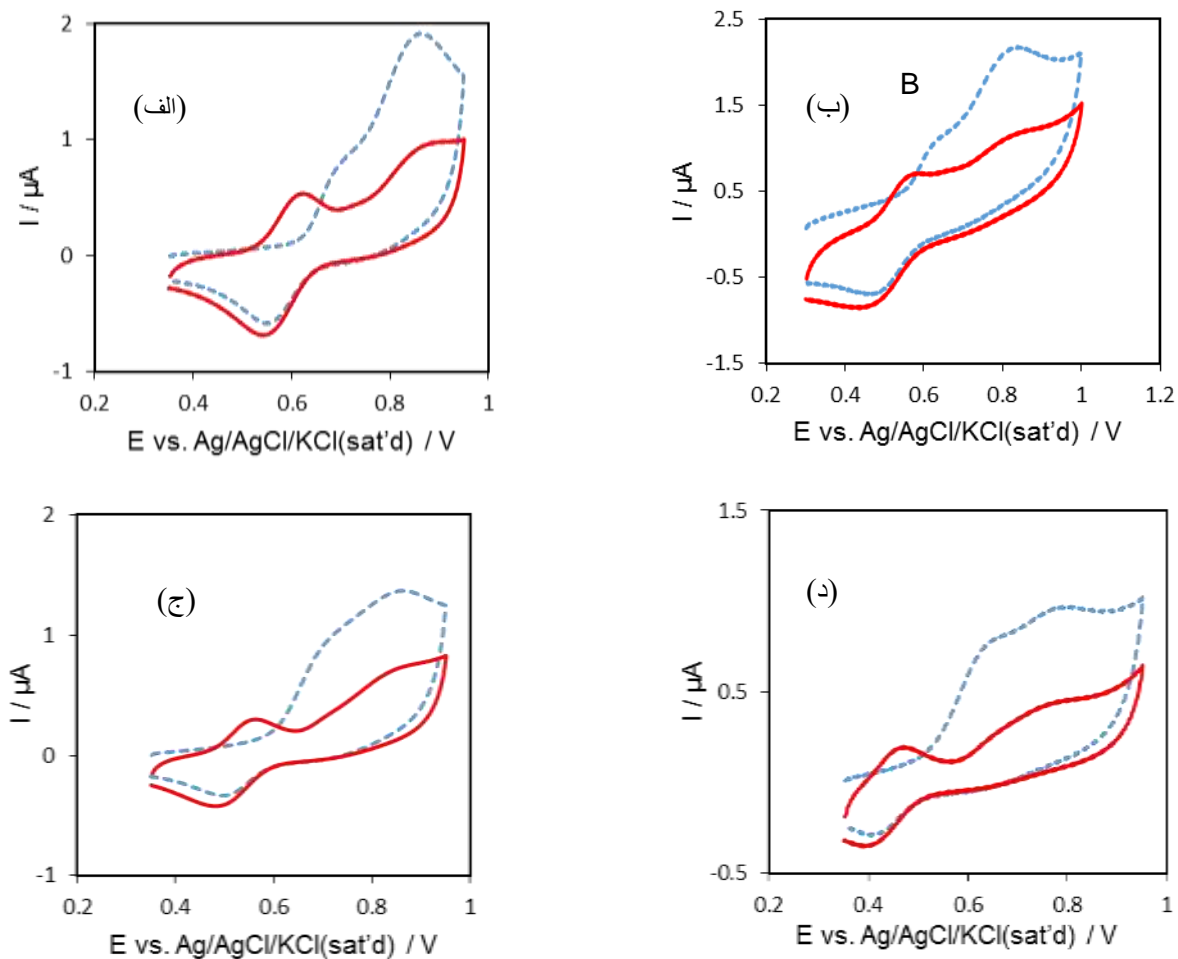 2
1
0
-1
I / µA
(الف)
0.2 0.4 0.6 0.8 1
E vs. Ag/AgCl/KCl(sat’d) / V
2.5
1.5
0.5
-0.5
-1.5
I / µA
(ب)
B
0.2 0.4 0.6 0.8 1 1.2
E vs. Ag/AgCl/KCl(sat’d) / V
2
1
0
-1
I / µA
(ج)
0.2 0.4 0.6 0.8 1
E vs. Ag/AgCl/KCl(sat’d) / V
1.5
0.5
-0.5
I / µA
(د)
0.2 0.4 0.6 0.8 1
E vs. Ag/AgCl/KCl(sat’d) / V